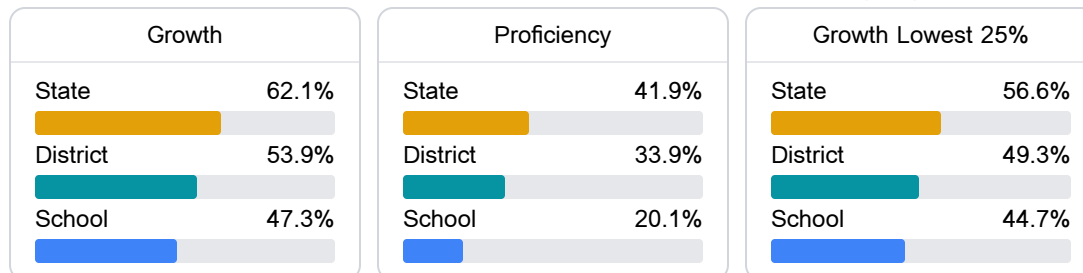 Growth
State 62.1%
District 53.9%
School 47.3%
Proficiency
State 41.9%
District 33.9%
School 20.1%
Growth Lowest 25%
State 56.6%
District 49.3%
School 44.7%